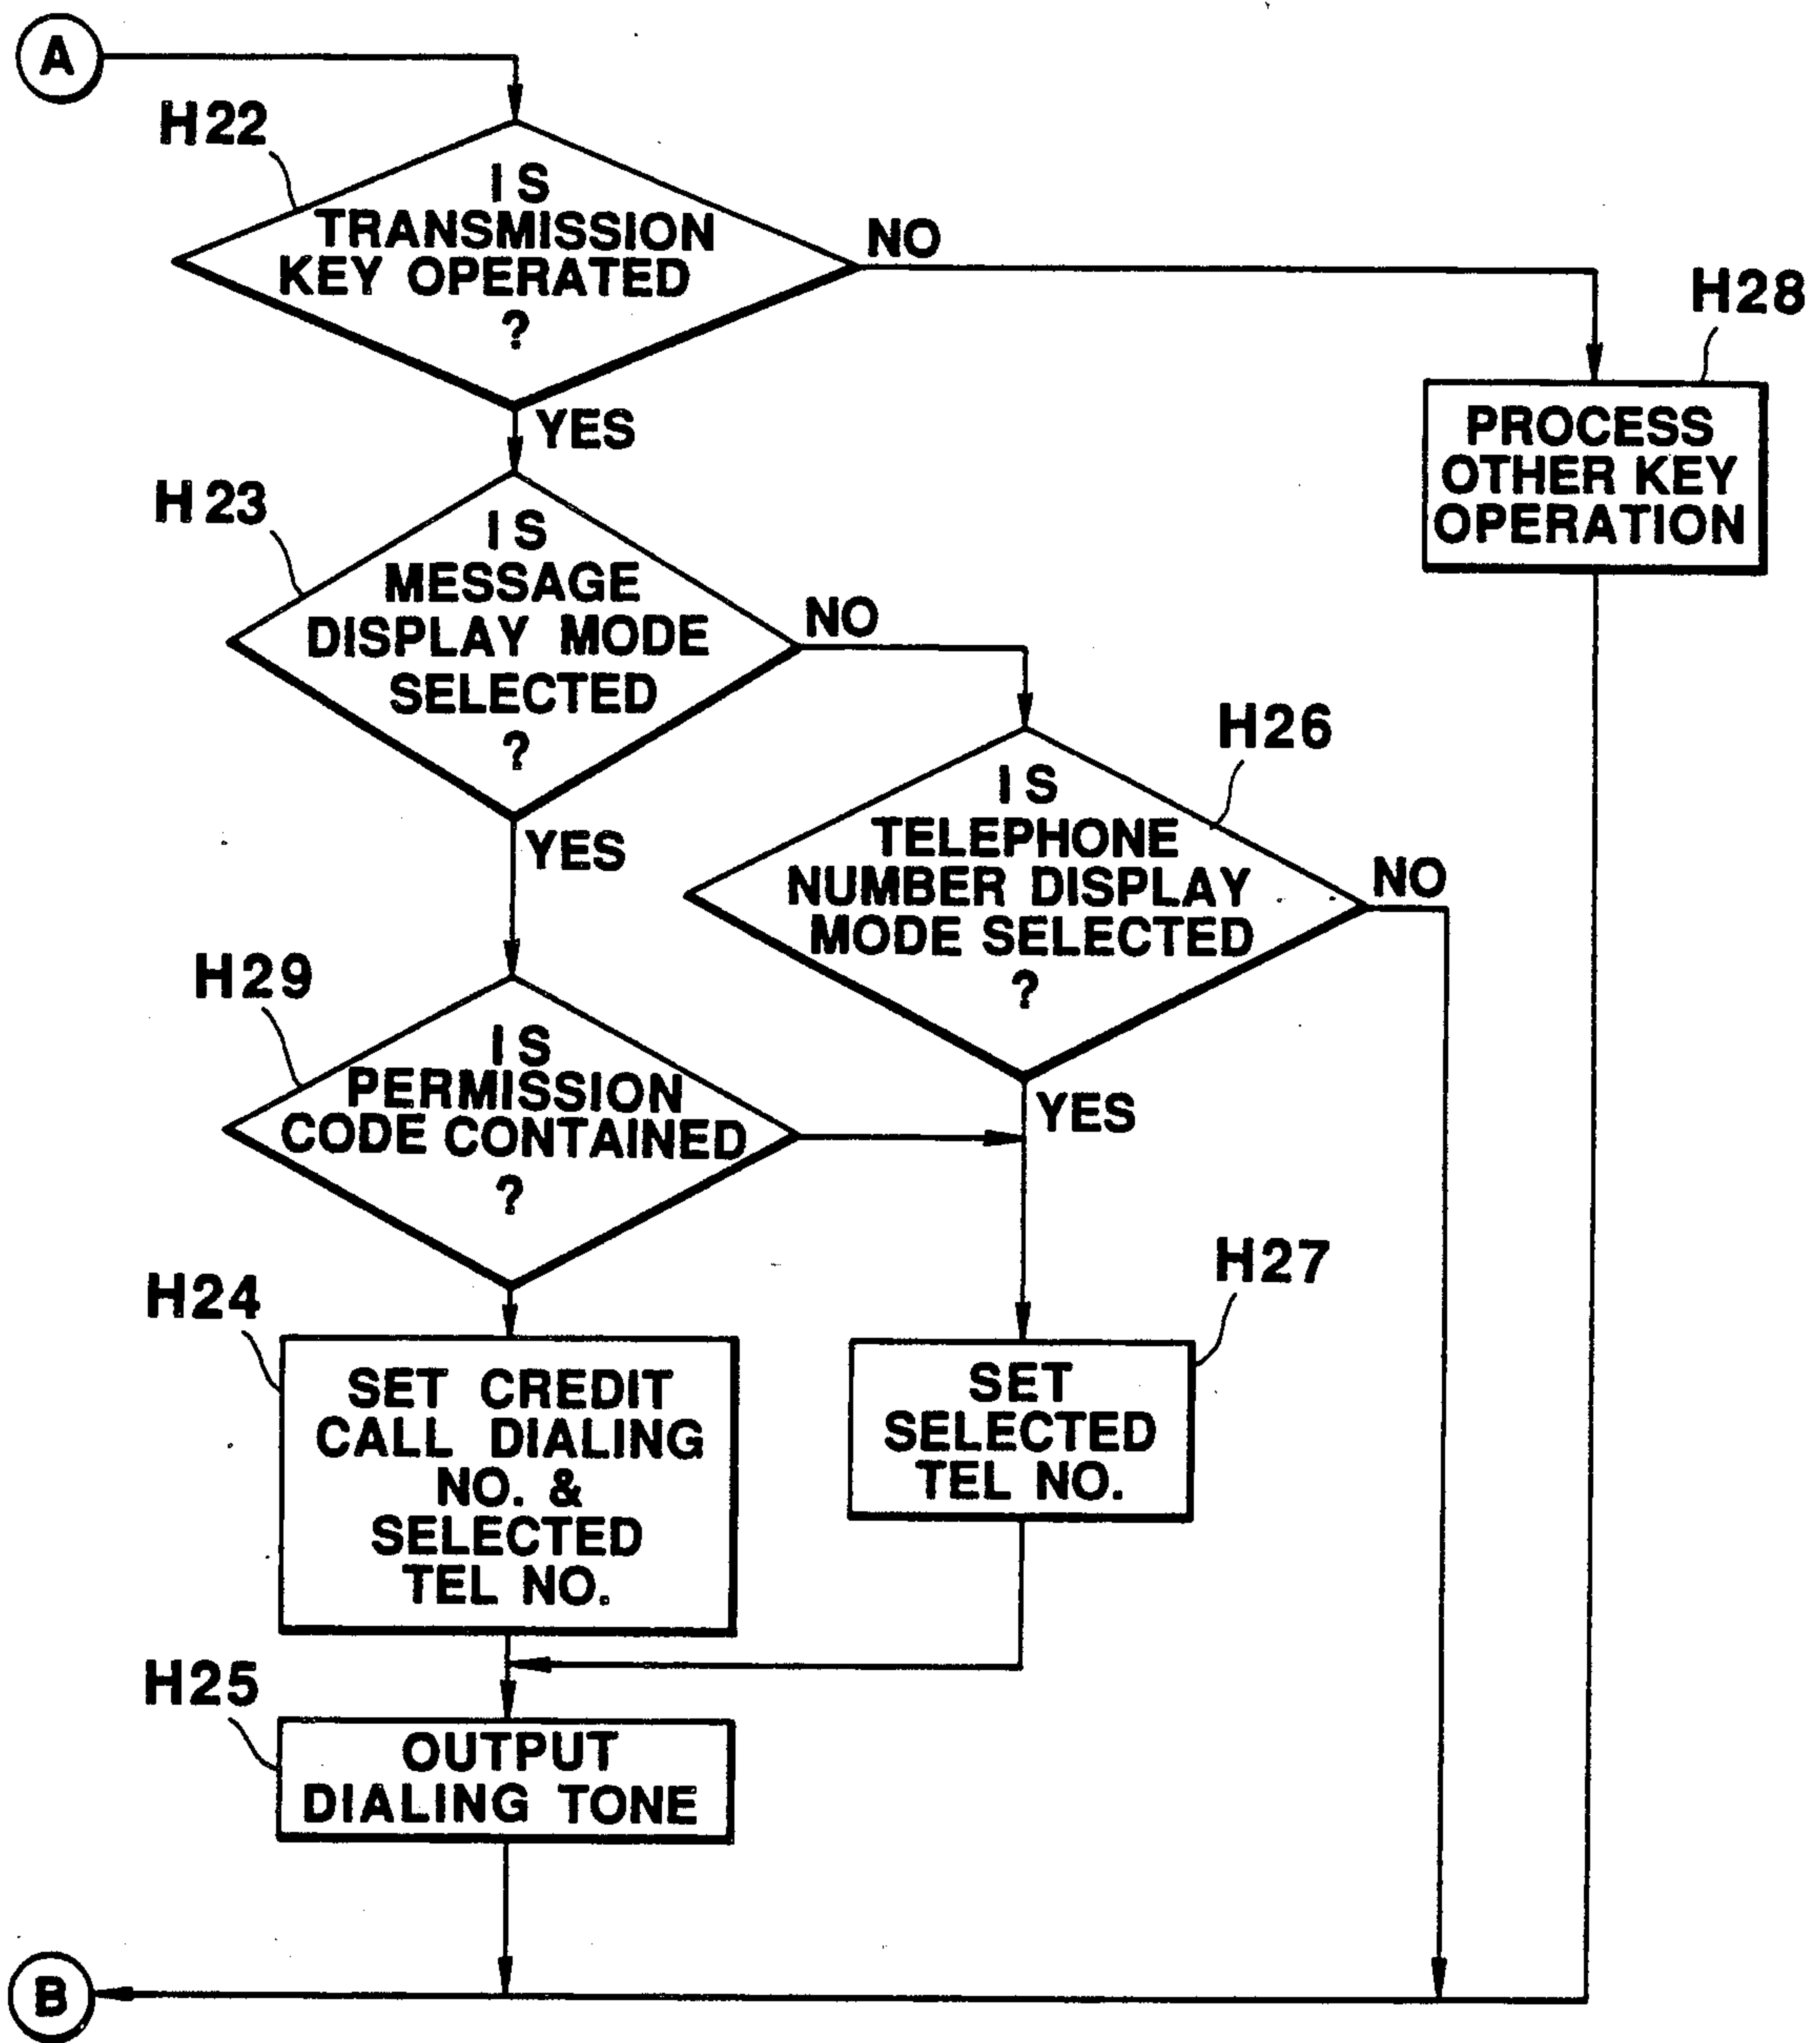 A
H22
IS
TRANSMISSION
KEY OPERATED
?
NO
YES
H28
PROCESS
OTHER KEY
OPERATION
H23
IS
MESSAGE
DISPLAY MODE
SELECTED
?
NO
YES
H26
IS
TELEPHONE
NUMBER DISPLAY
MODE SELECTED
?
NO
YES
H29
IS
PERMISSION
CODE CONTAINED
?
H24
SET CREDIT
CALL DIALING
NO. &
SELECTED
TEL NO.
H27
SET
SELECTED
TEL NO.
H25
OUTPUT
DIALING TONE
B